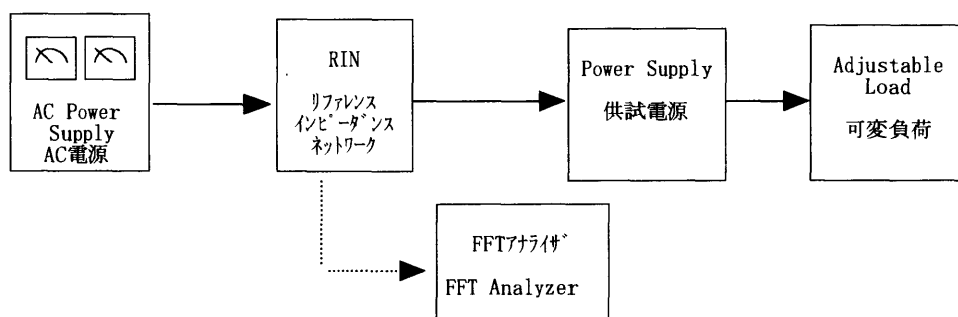 AC Power
Supply
AC電源
RIN
リファレンス
インピーダンス
ネットワーク
Power Supply
供試電源
Adjustable
Load
可変負荷
FFTアナライザ
FFT Analyzer